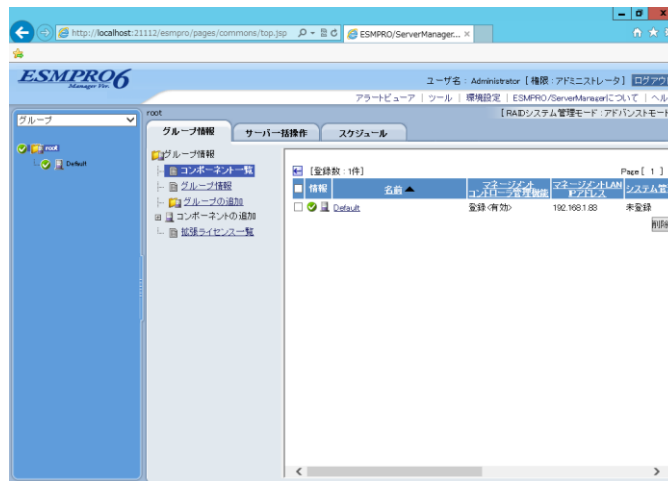 http://localhost:21112/esmpro/pages/commons/top.jsp
ESMPRO/ServerManager...
ESMPRO6
Manager Ver.
ユーザ名 : Administrator [ 権限 : アドミニストレータ ] ログアウ
アラートビューア | ツール | 環境設定 | ESMPRO/ServerManagerについて | ヘル
グループ
root
Default
root
[ RAIDシステム管理モード : アドバンストモー
グループ情報
サーバー一括操作
スケジュール
グループ情報
コンポーネント一覧
グループ情報
グループの追加
コンポーネントの追加
拡張ライセンス一覧
[登録数 : 1件]
Page [ 1 ]
情報 名前 マネージメントコントローラ管理機能 マネージメントLAN IPアドレス システム管
Default 登録<有効> 192.168.1.83 未登録
削除